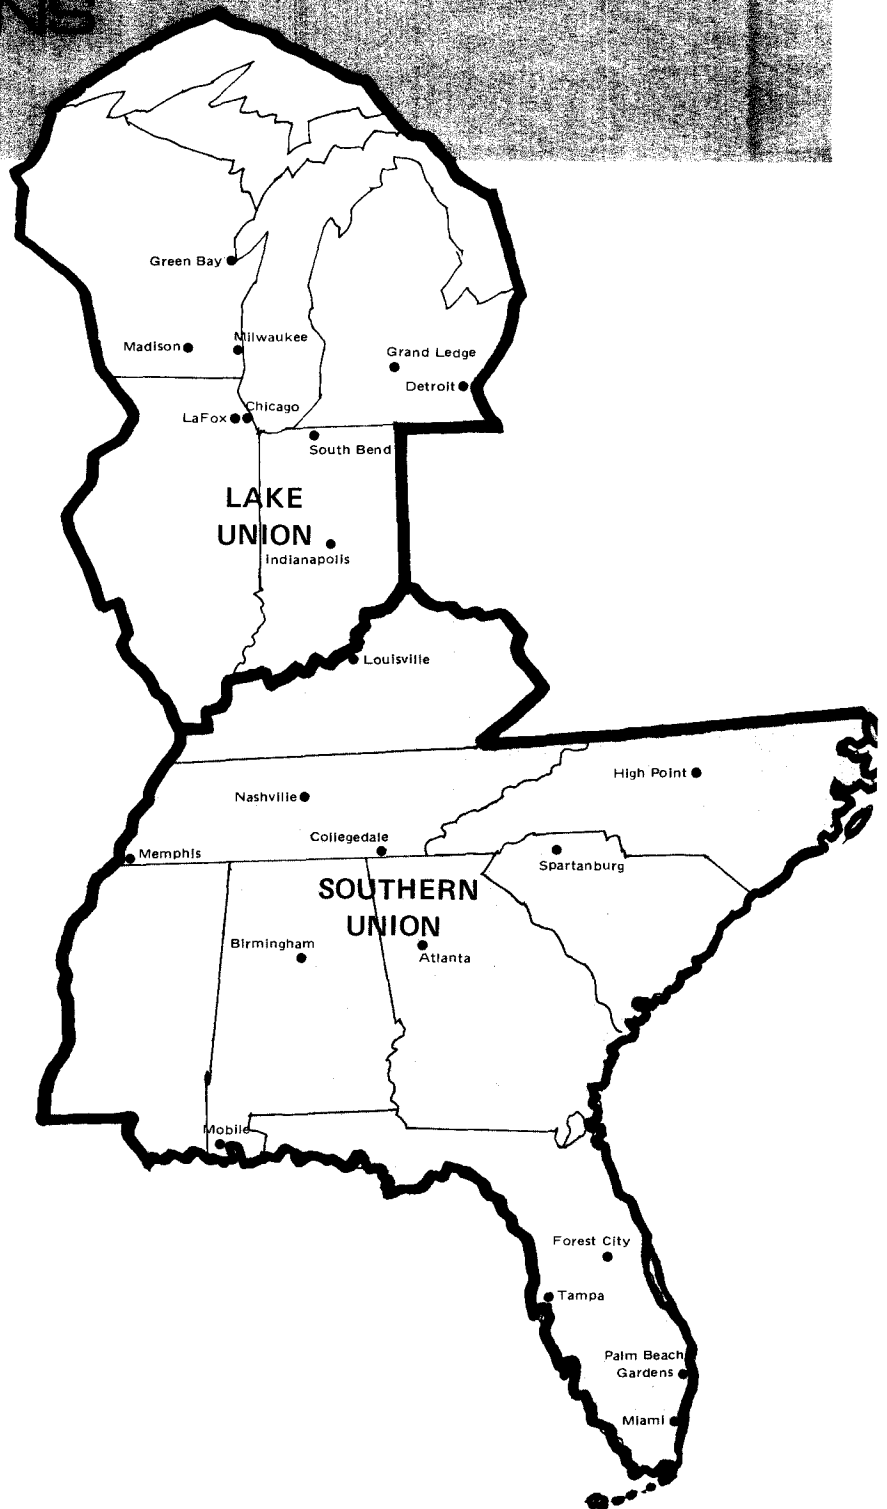 NS
Green Bay
Madison
Milwaukee
Grand Ledge
Detroit
Chicago
LaFox
South Bend
LAKE
UNION
Indianapolis
Louisville
High Point
Nashville
Collegedale
Memphis
Spartanburg
SOUTHERN
UNION
Birmingham
Atlanta
Mobile
Forest City
Tampa
Palm Beach
Gardens
Miami